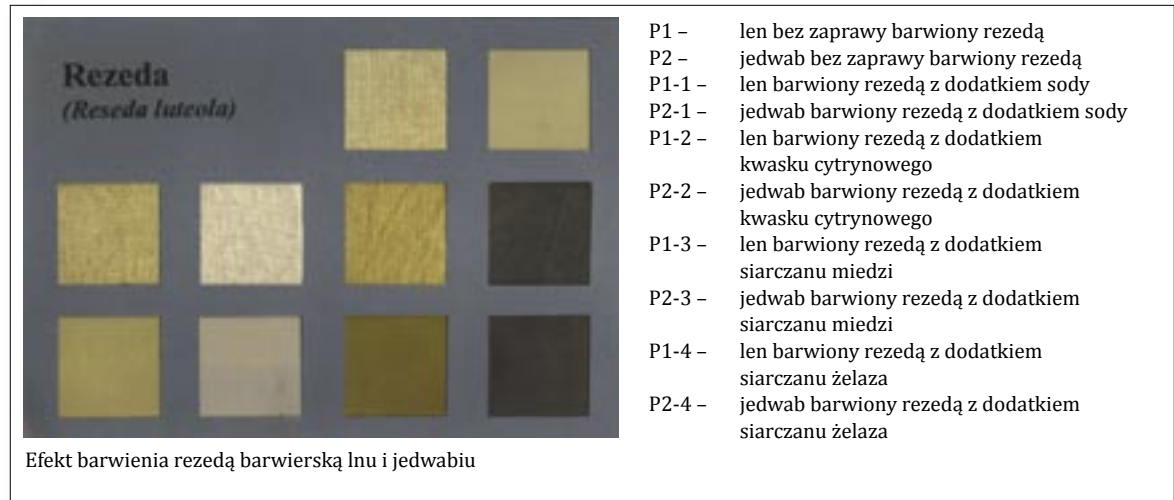 Rezeda
(Reseda luteola)
P1 – len bez zaprawy barwiony rezedą
P2 – jedwab bez zaprawy barwiony rezedą
P1-1 – len barwiony rezedą z dodatkiem sody
P2-1 – jedwab barwiony rezedą z dodatkiem sody
P1-2 – len barwiony rezedą z dodatkiem
kwasku cytrynowego
P2-2 – jedwab barwiony rezedą z dodatkiem
kwasku cytrynowego
P1-3 – len barwiony rezedą z dodatkiem
siarczanu miedzi
P2-3 – jedwab barwiony rezedą z dodatkiem
siarczanu miedzi
P1-4 – len barwiony rezedą z dodatkiem
siarczanu żelaza
P2-4 – jedwab barwiony rezedą z dodatkiem
siarczanu żelaza
Efekt barwienia rezedą barwierską lnu i jedwabiu